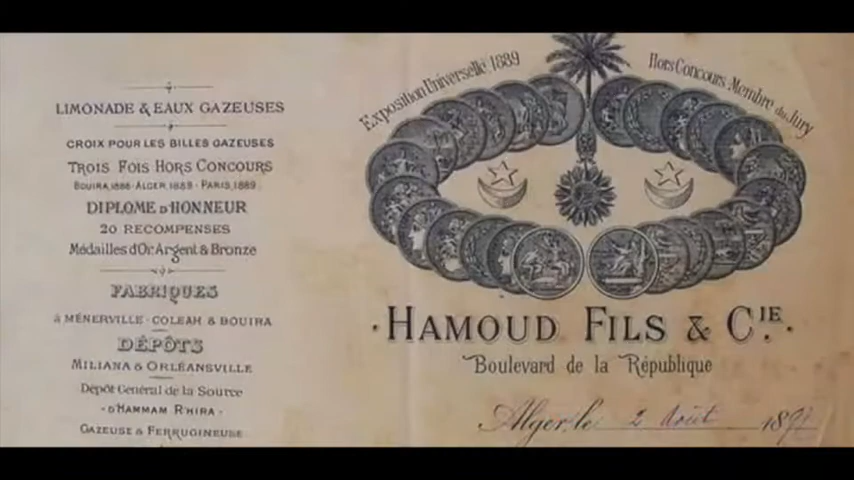 LIMONADE & EAUX GAZEUSES
CROIX POUR LES BILLES GAZEUSES
TROIS FOIS HORS CONCOURS
BOUIRA, 1888 - ALGER 1889 - PARIS, 1889
DIPLOME D'HONNEUR
20 RECOMPENSES
Médailles d'Or, Argent & Bronze
FABRIQUES
à MÉNERVILLE - COLEAH & BOUIRA
DÉPÔTS
MILIANA & ORLÉANSVILLE
Dépôt Général de la Source
- D'HAMMAM R'HIRA -
GAZEUSE & FERRUGINEUSE
Exposition Universelle 1889
Hors Concours Membre du Jury
· HAMOUD FILS & CIE. ·
Boulevard de la République
Alger, le 2 Août